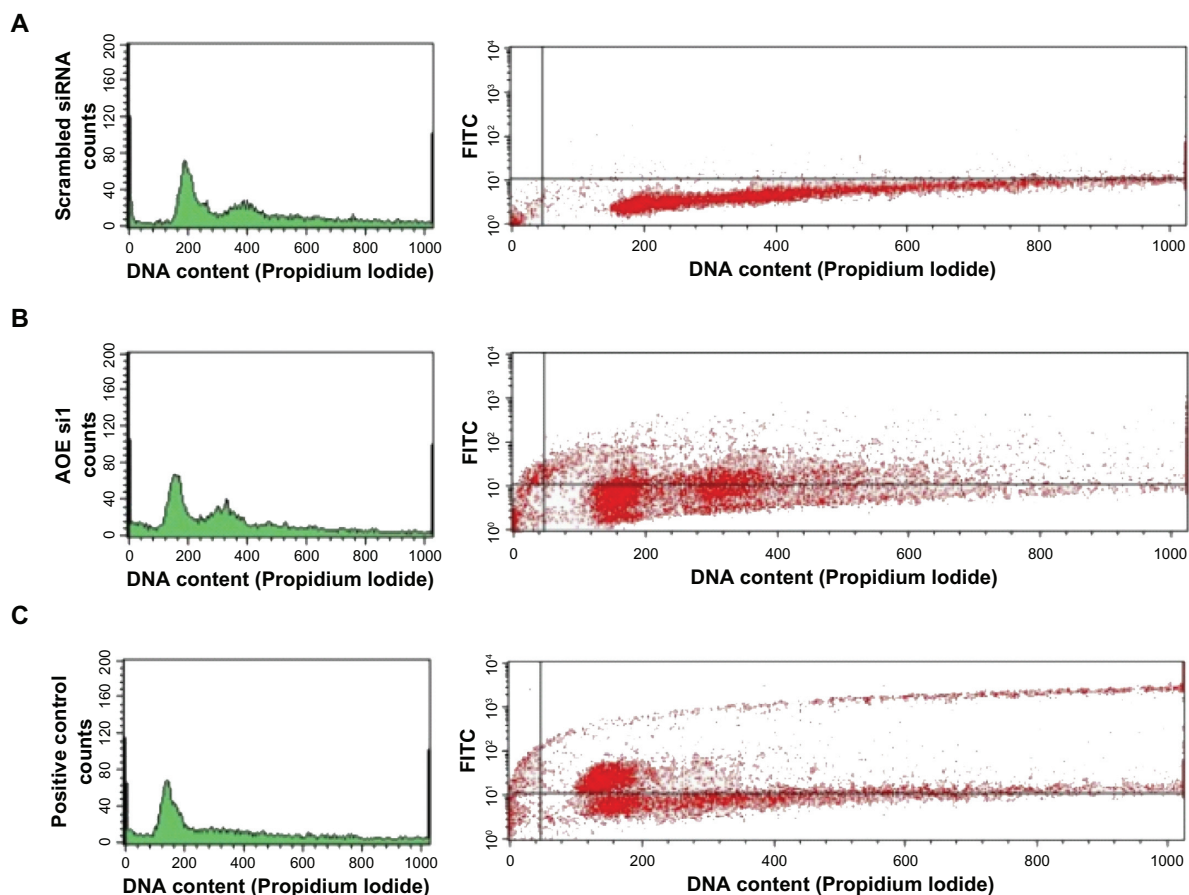 A
Scrambled siRNA
counts
200
160
120
80
40
0
0 200 400 600 800 1000
DNA content (Propidium Iodide)
FITC
10⁴
10³
10²
10¹
10⁰
0 200 400 600 800 1000
DNA content (Propidium Iodide)
B
AOE si1
counts
200
160
120
80
40
0
0 200 400 600 800 1000
DNA content (Propidium Iodide)
FITC
10⁴
10³
10²
10¹
10⁰
0 200 400 600 800 1000
DNA content (Propidium Iodide)
C
Positive control
counts
200
160
120
80
40
0
0 200 400 600 800 1000
DNA content (Propidium Iodide)
FITC
10⁴
10³
10²
10¹
10⁰
0 200 400 600 800 1000
DNA content (Propidium Iodide)